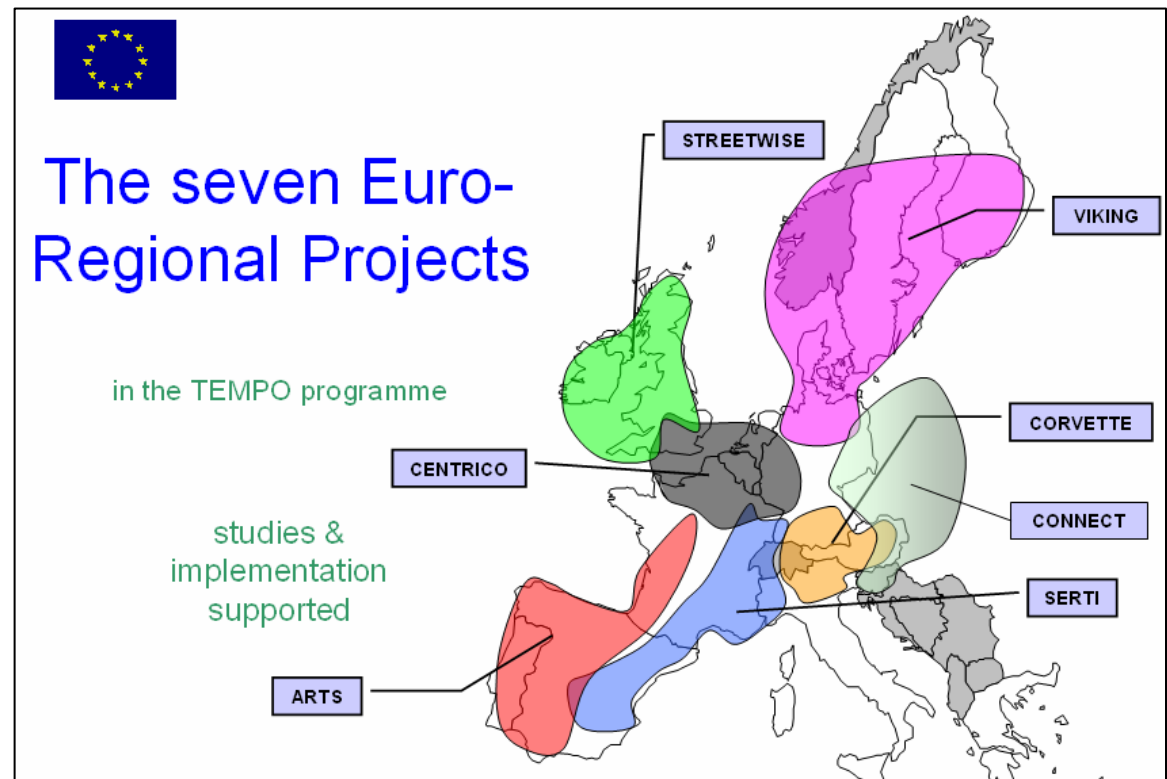 The seven Euro-
Regional Projects
in the TEMPO programme
studies &
implementation
supported
STREETWISE
VIKING
CORVETTE
CENTRICO
CONNECT
SERTI
ARTS